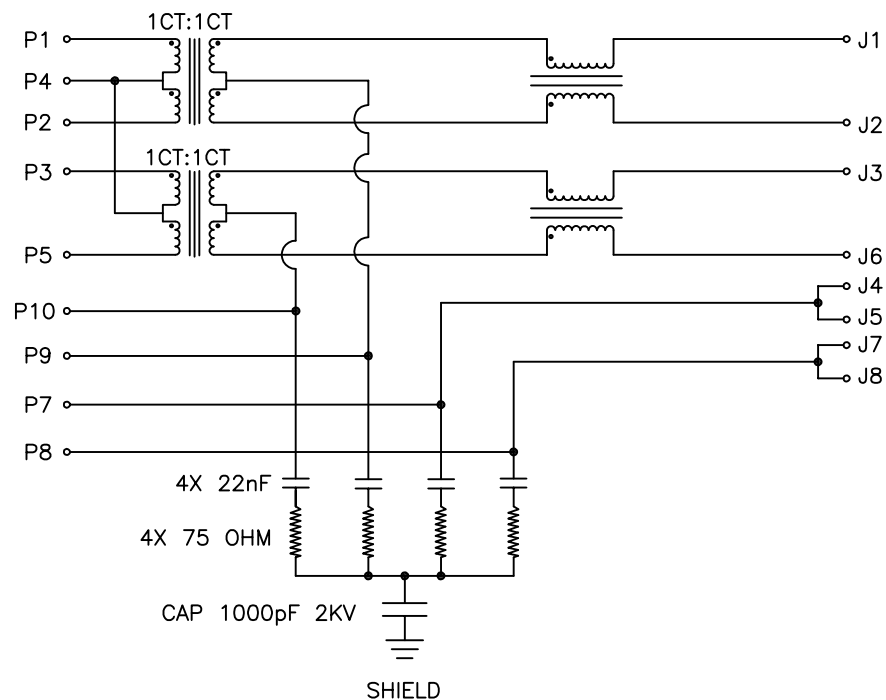 1CT:1CT
P1
J1
P4
P2
J2
1CT:1CT
P3
J3
P5
J6
J4
P10
J5
J7
P9
J8
P7
P8
4X 22nF
4X 75 OHM
CAP 1000pF 2KV
SHIELD